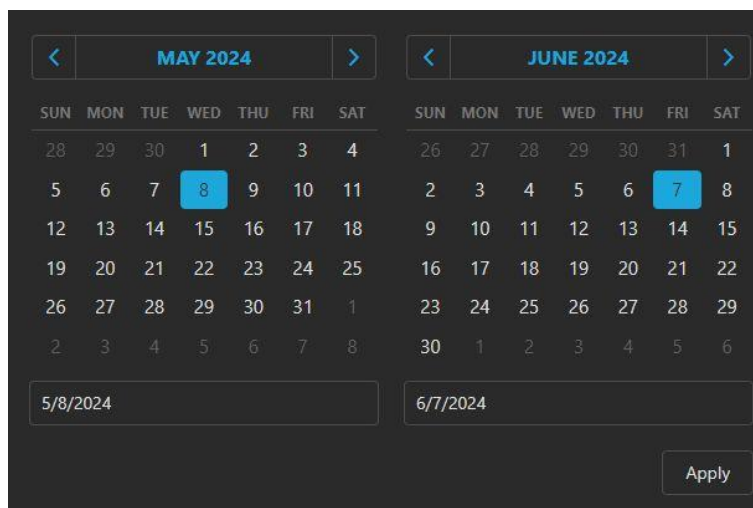 MAY 2024
SUN MON TUE WED THU FRI SAT
28 29 30 1 2 3 4
5 6 7 8 9 10 11
12 13 14 15 16 17 18
19 20 21 22 23 24 25
26 27 28 29 30 31 1
2 3 4 5 6 7 8
5/8/2024
JUNE 2024
SUN MON TUE WED THU FRI SAT
26 27 28 29 30 31 1
2 3 4 5 6 7 8
9 10 11 12 13 14 15
16 17 18 19 20 21 22
23 24 25 26 27 28 29
30 1 2 3 4 5 6
6/7/2024
Apply